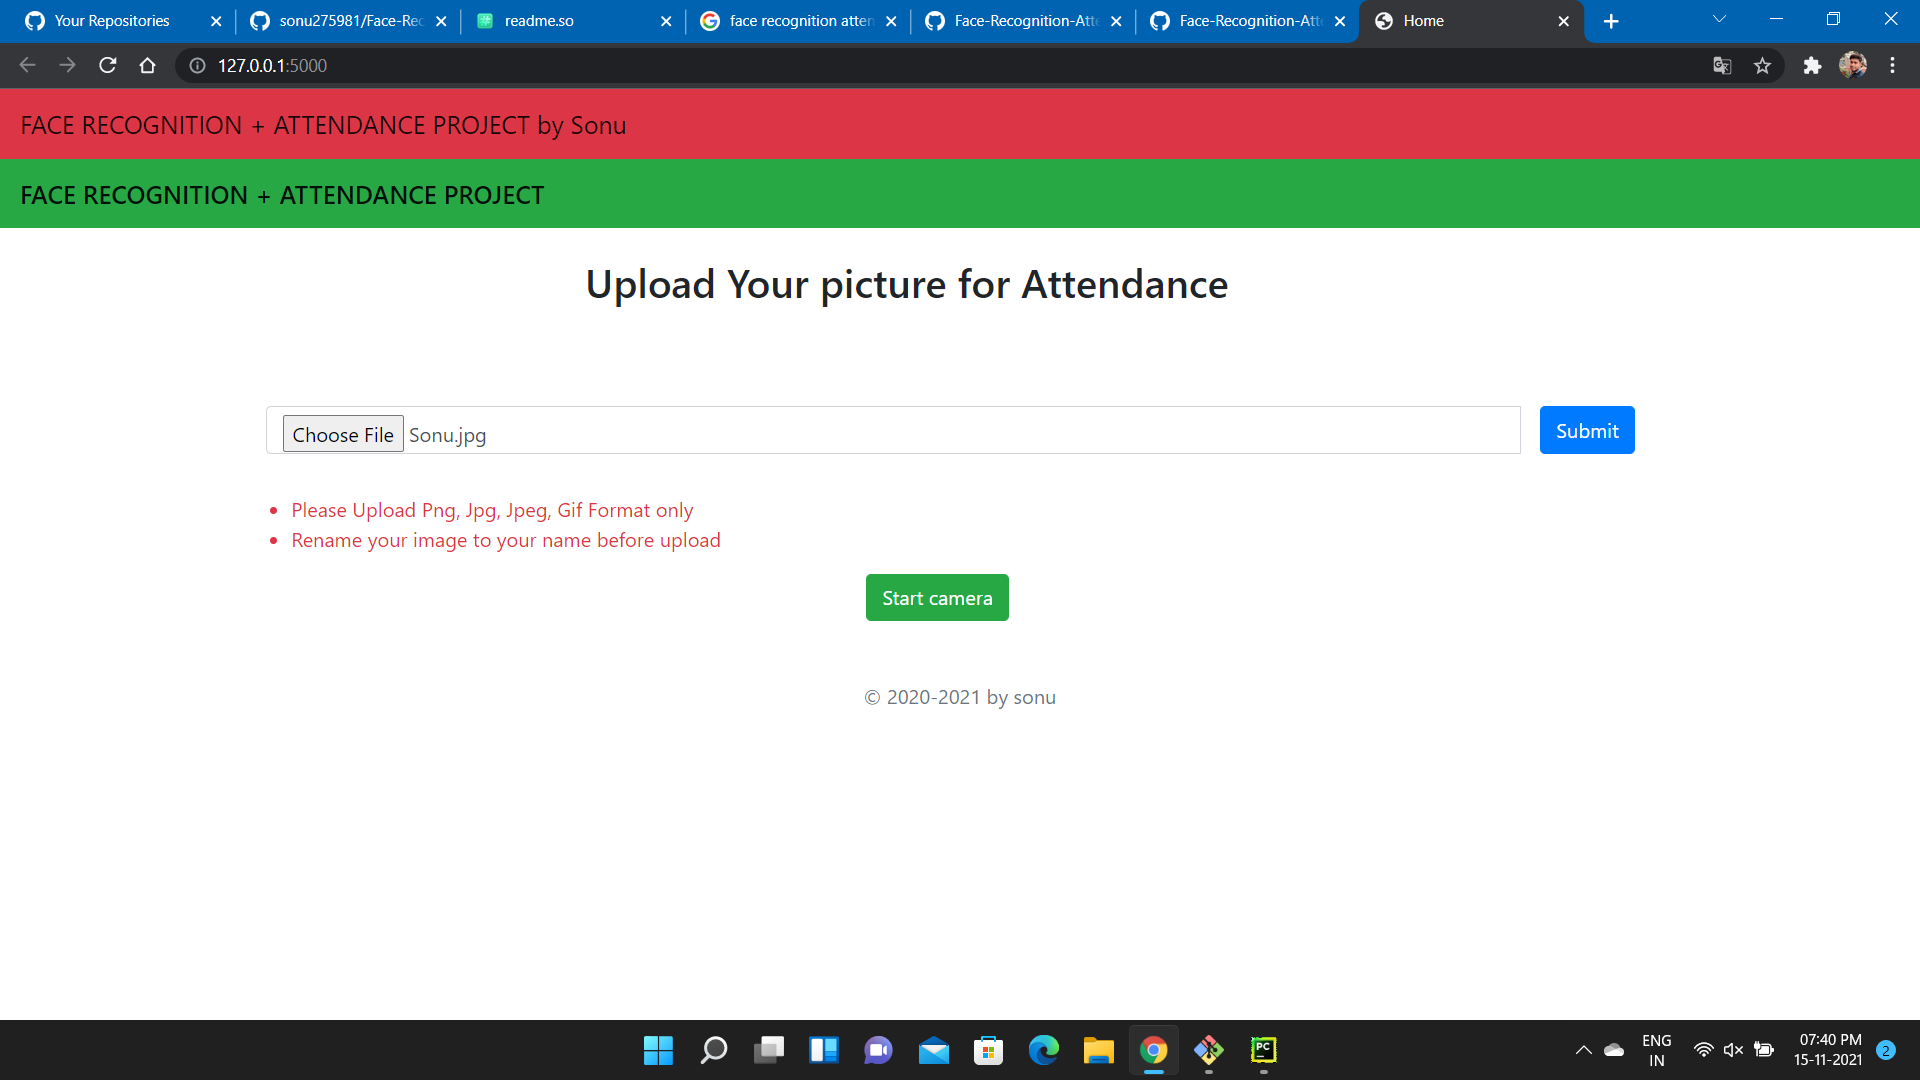 Your Repositories
sonu275981/Face-Rec
readme.so
face recognition atten
Face-Recognition-Atte
Face-Recognition-Atte
Home
127.0.0.1:5000
FACE RECOGNITION + ATTENDANCE PROJECT by Sonu
FACE RECOGNITION + ATTENDANCE PROJECT
Upload Your picture for Attendance
Choose File Sonu.jpg
Submit
Please Upload Png, Jpg, Jpeg, Gif Format only
Rename your image to your name before upload
Start camera
© 2020-2021 by sonu
PC
ENG
IN
07:40 PM
15-11-2021
2